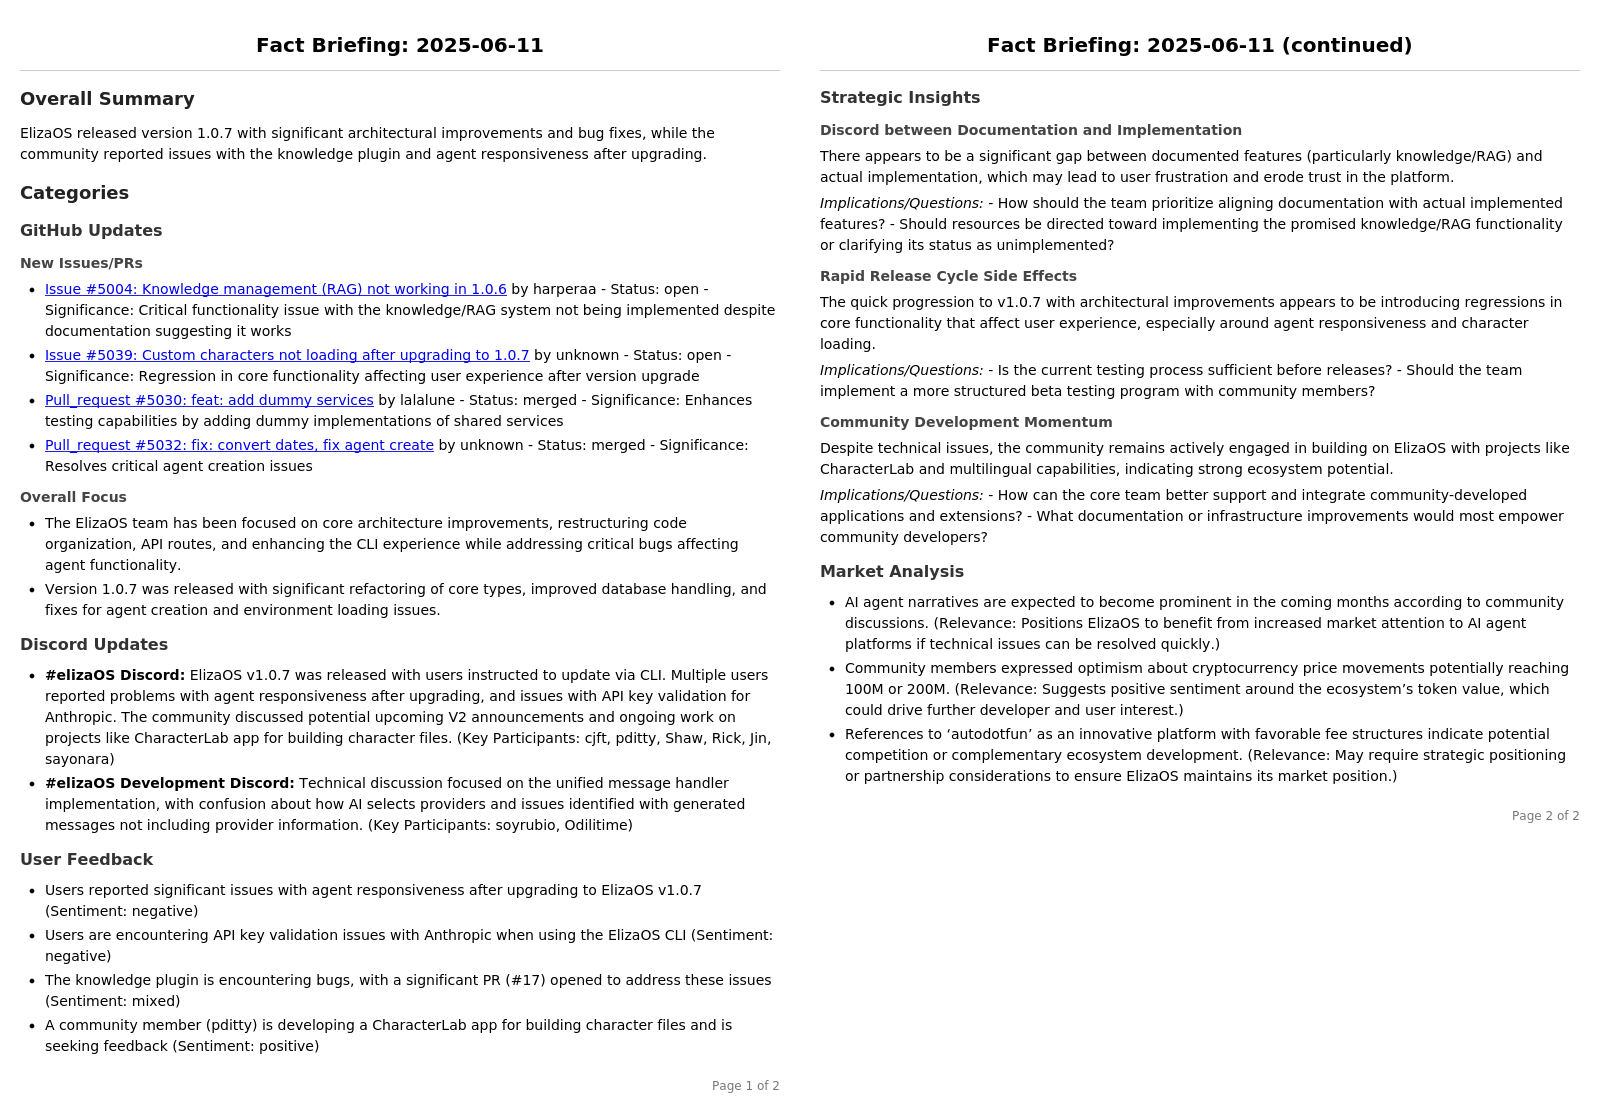 Fact Briefing: 2025-06-11
Overall Summary
ElizaOS released version 1.0.7 with significant architectural improvements and bug fixes, while the
community reported issues with the knowledge plugin and agent responsiveness after upgrading.
Categories
GitHub Updates
New Issues/PRs
• Issue #5004: Knowledge management (RAG) not working in 1.0.6 by harperaa - Status: open -
Significance: Critical functionality issue with the knowledge/RAG system not being implemented despite
documentation suggesting it works
• Issue #5039: Custom characters not loading after upgrading to 1.0.7 by unknown - Status: open -
Significance: Regression in core functionality affecting user experience after version upgrade
• Pull_request #5030: feat: add dummy services by lalalune - Status: merged - Significance: Enhances
testing capabilities by adding dummy implementations of shared services
• Pull_request #5032: fix: convert dates, fix agent create by unknown - Status: merged - Significance:
Resolves critical agent creation issues
Overall Focus
• The ElizaOS team has been focused on core architecture improvements, restructuring code
organization, API routes, and enhancing the CLI experience while addressing critical bugs affecting
agent functionality.
• Version 1.0.7 was released with significant refactoring of core types, improved database handling, and
fixes for agent creation and environment loading issues.
Discord Updates
• #elizaOS Discord: ElizaOS v1.0.7 was released with users instructed to update via CLI. Multiple users
reported problems with agent responsiveness after upgrading, and issues with API key validation for
Anthropic. The community discussed potential upcoming V2 announcements and ongoing work on
projects like CharacterLab app for building character files. (Key Participants: cjft, pditty, Shaw, Rick, Jin,
sayonara)
• #elizaOS Development Discord: Technical discussion focused on the unified message handler
implementation, with confusion about how AI selects providers and issues identified with generated
messages not including provider information. (Key Participants: soyrubio, Odilitime)
User Feedback
• Users reported significant issues with agent responsiveness after upgrading to ElizaOS v1.0.7
(Sentiment: negative)
• Users are encountering API key validation issues with Anthropic when using the ElizaOS CLI (Sentiment:
negative)
• The knowledge plugin is encountering bugs, with a significant PR (#17) opened to address these issues
(Sentiment: mixed)
• A community member (pditty) is developing a CharacterLab app for building character files and is
seeking feedback (Sentiment: positive)
Page 1 of 2
Fact Briefing: 2025-06-11 (continued)
Strategic Insights
Discord between Documentation and Implementation
There appears to be a significant gap between documented features (particularly knowledge/RAG) and
actual implementation, which may lead to user frustration and erode trust in the platform.
Implications/Questions: - How should the team prioritize aligning documentation with actual implemented
features? - Should resources be directed toward implementing the promised knowledge/RAG functionality
or clarifying its status as unimplemented?
Rapid Release Cycle Side Effects
The quick progression to v1.0.7 with architectural improvements appears to be introducing regressions in
core functionality that affect user experience, especially around agent responsiveness and character
loading.
Implications/Questions: - Is the current testing process sufficient before releases? - Should the team
implement a more structured beta testing program with community members?
Community Development Momentum
Despite technical issues, the community remains actively engaged in building on ElizaOS with projects like
CharacterLab and multilingual capabilities, indicating strong ecosystem potential.
Implications/Questions: - How can the core team better support and integrate community-developed
applications and extensions? - What documentation or infrastructure improvements would most empower
community developers?
Market Analysis
• AI agent narratives are expected to become prominent in the coming months according to community
discussions. (Relevance: Positions ElizaOS to benefit from increased market attention to AI agent
platforms if technical issues can be resolved quickly.)
• Community members expressed optimism about cryptocurrency price movements potentially reaching
100M or 200M. (Relevance: Suggests positive sentiment around the ecosystem’s token value, which
could drive further developer and user interest.)
• References to ‘autodotfun’ as an innovative platform with favorable fee structures indicate potential
competition or complementary ecosystem development. (Relevance: May require strategic positioning
or partnership considerations to ensure ElizaOS maintains its market position.)
Page 2 of 2